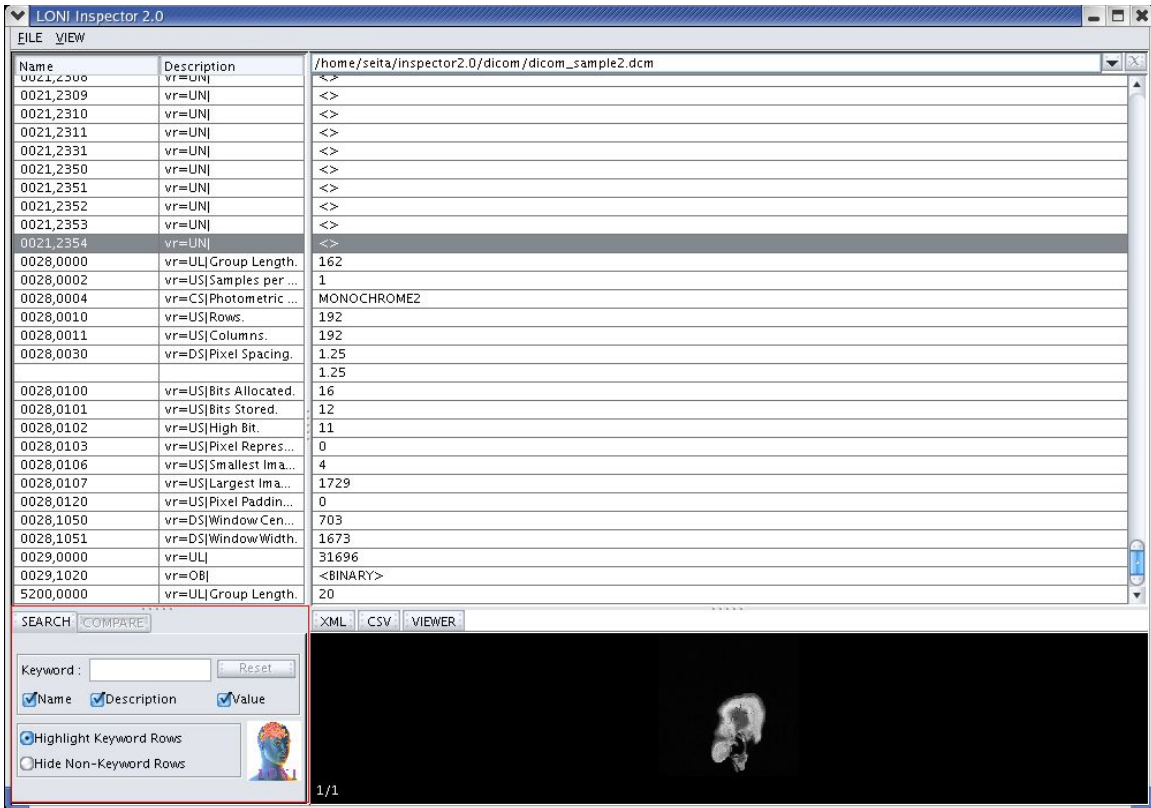 LONI Inspector 2.0
FILE VIEW
Name Description /home/seita/inspector2.0/dicom/dicom_sample2.dcm
0021,2308 vr=UN| <>
0021,2309 vr=UN| <>
0021,2310 vr=UN| <>
0021,2311 vr=UN| <>
0021,2331 vr=UN| <>
0021,2350 vr=UN| <>
0021,2351 vr=UN| <>
0021,2352 vr=UN| <>
0021,2353 vr=UN| <>
0021,2354 vr=UN| <>
0028,0000 vr=UL|Group Length. 162
0028,0002 vr=US|Samples per ... 1
0028,0004 vr=CS|Photometric ... MONOCHROME2
0028,0010 vr=US|Rows. 192
0028,0011 vr=US|Columns. 192
0028,0030 vr=DS|Pixel Spacing. 1.25
1.25
0028,0100 vr=US|Bits Allocated. 16
0028,0101 vr=US|Bits Stored. 12
0028,0102 vr=US|High Bit. 11
0028,0103 vr=US|Pixel Repres... 0
0028,0106 vr=US|Smallest Ima... 4
0028,0107 vr=US|Largest Ima... 1729
0028,0120 vr=US|Pixel Paddin... 0
0028,1050 vr=DS|Window Cen... 703
0028,1051 vr=DS|Window Width. 1673
0029,0000 vr=UL| 31696
0029,1020 vr=OB| <BINARY>
5200,0000 vr=UL|Group Length. 20
SEARCH COMPARE XML CSV VIEWER
Keyword : Reset
Name Description Value
Highlight Keyword Rows
Hide Non-Keyword Rows
LONI
1/1